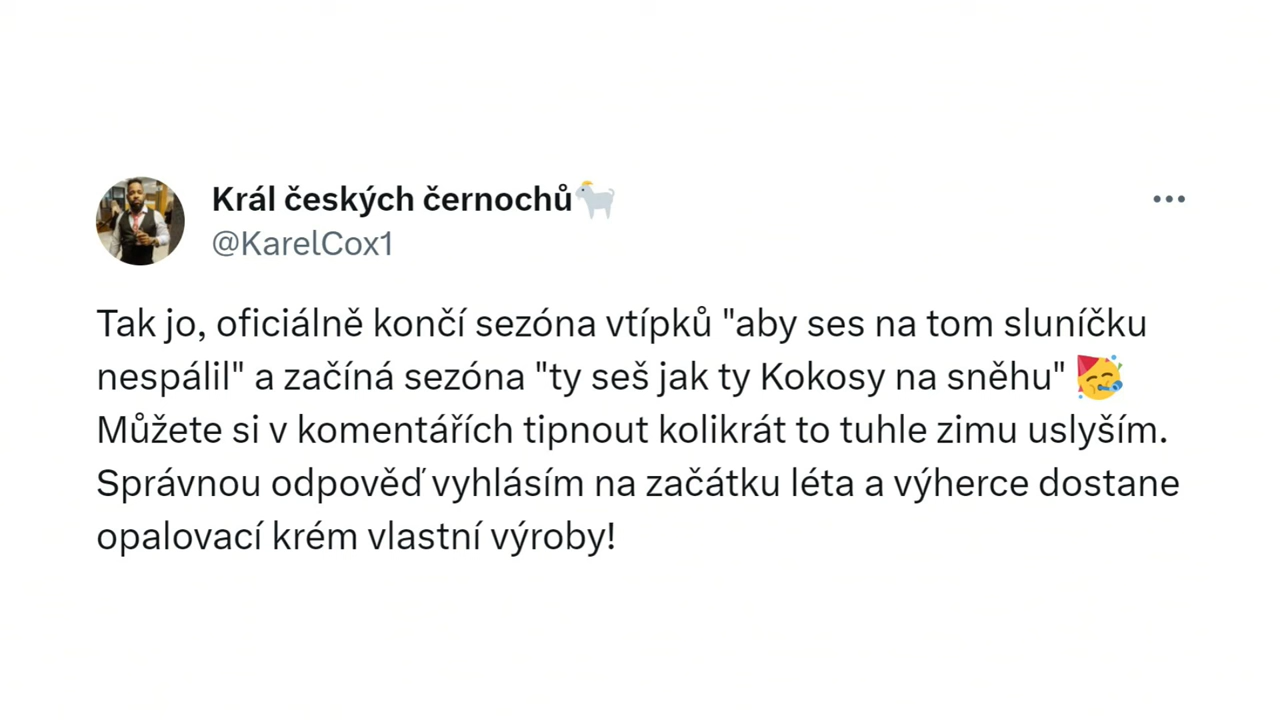 Král českých černochů🐐
@KarelCox1
Tak jo, oficiálně končí sezóna vtípků "aby ses na tom sluníčku
nespálil" a začíná sezóna "ty seš jak ty Kokosy na sněhu" 🥳
Můžete si v komentářích tipnout kolikrát to tuhle zimu uslyším.
Správnou odpověď vyhlásím na začátku léta a výherce dostane
opalovací krém vlastní výroby!